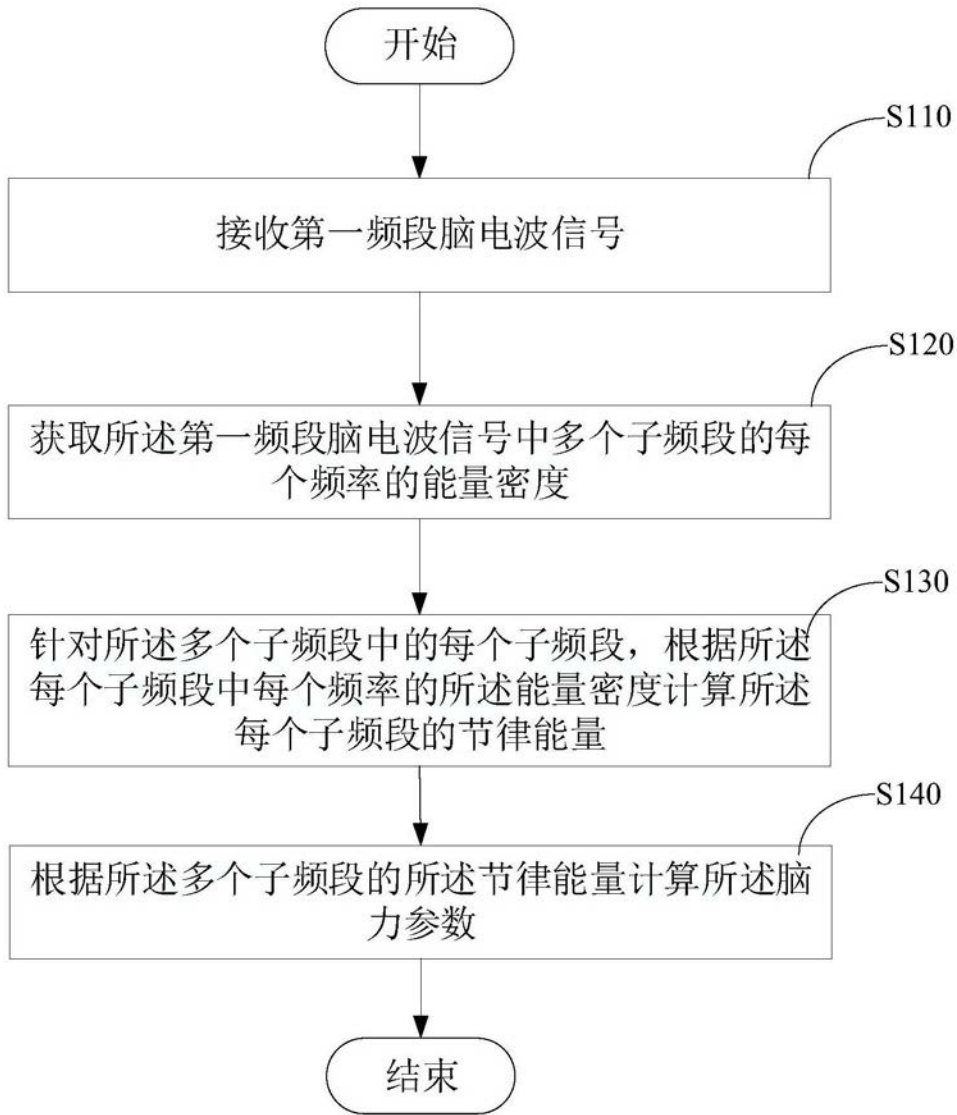 开始
S110
接收第一频段脑电波信号
S120
获取所述第一频段脑电波信号中多个子频段的每
个频率的能量密度
S130
针对所述多个子频段中的每个子频段，根据所述
每个子频段中每个频率的所述能量密度计算所述
每个子频段的节律能量
S140
根据所述多个子频段的所述节律能量计算所述脑
力参数
结束